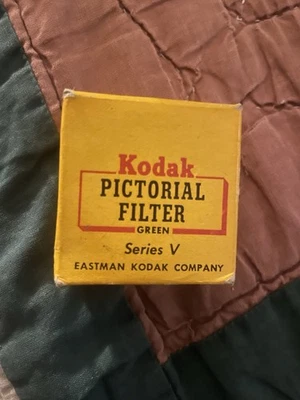 Kodak
PICTORIAL
FILTER
GREEN
Series V
EASTMAN KODAK COMPANY